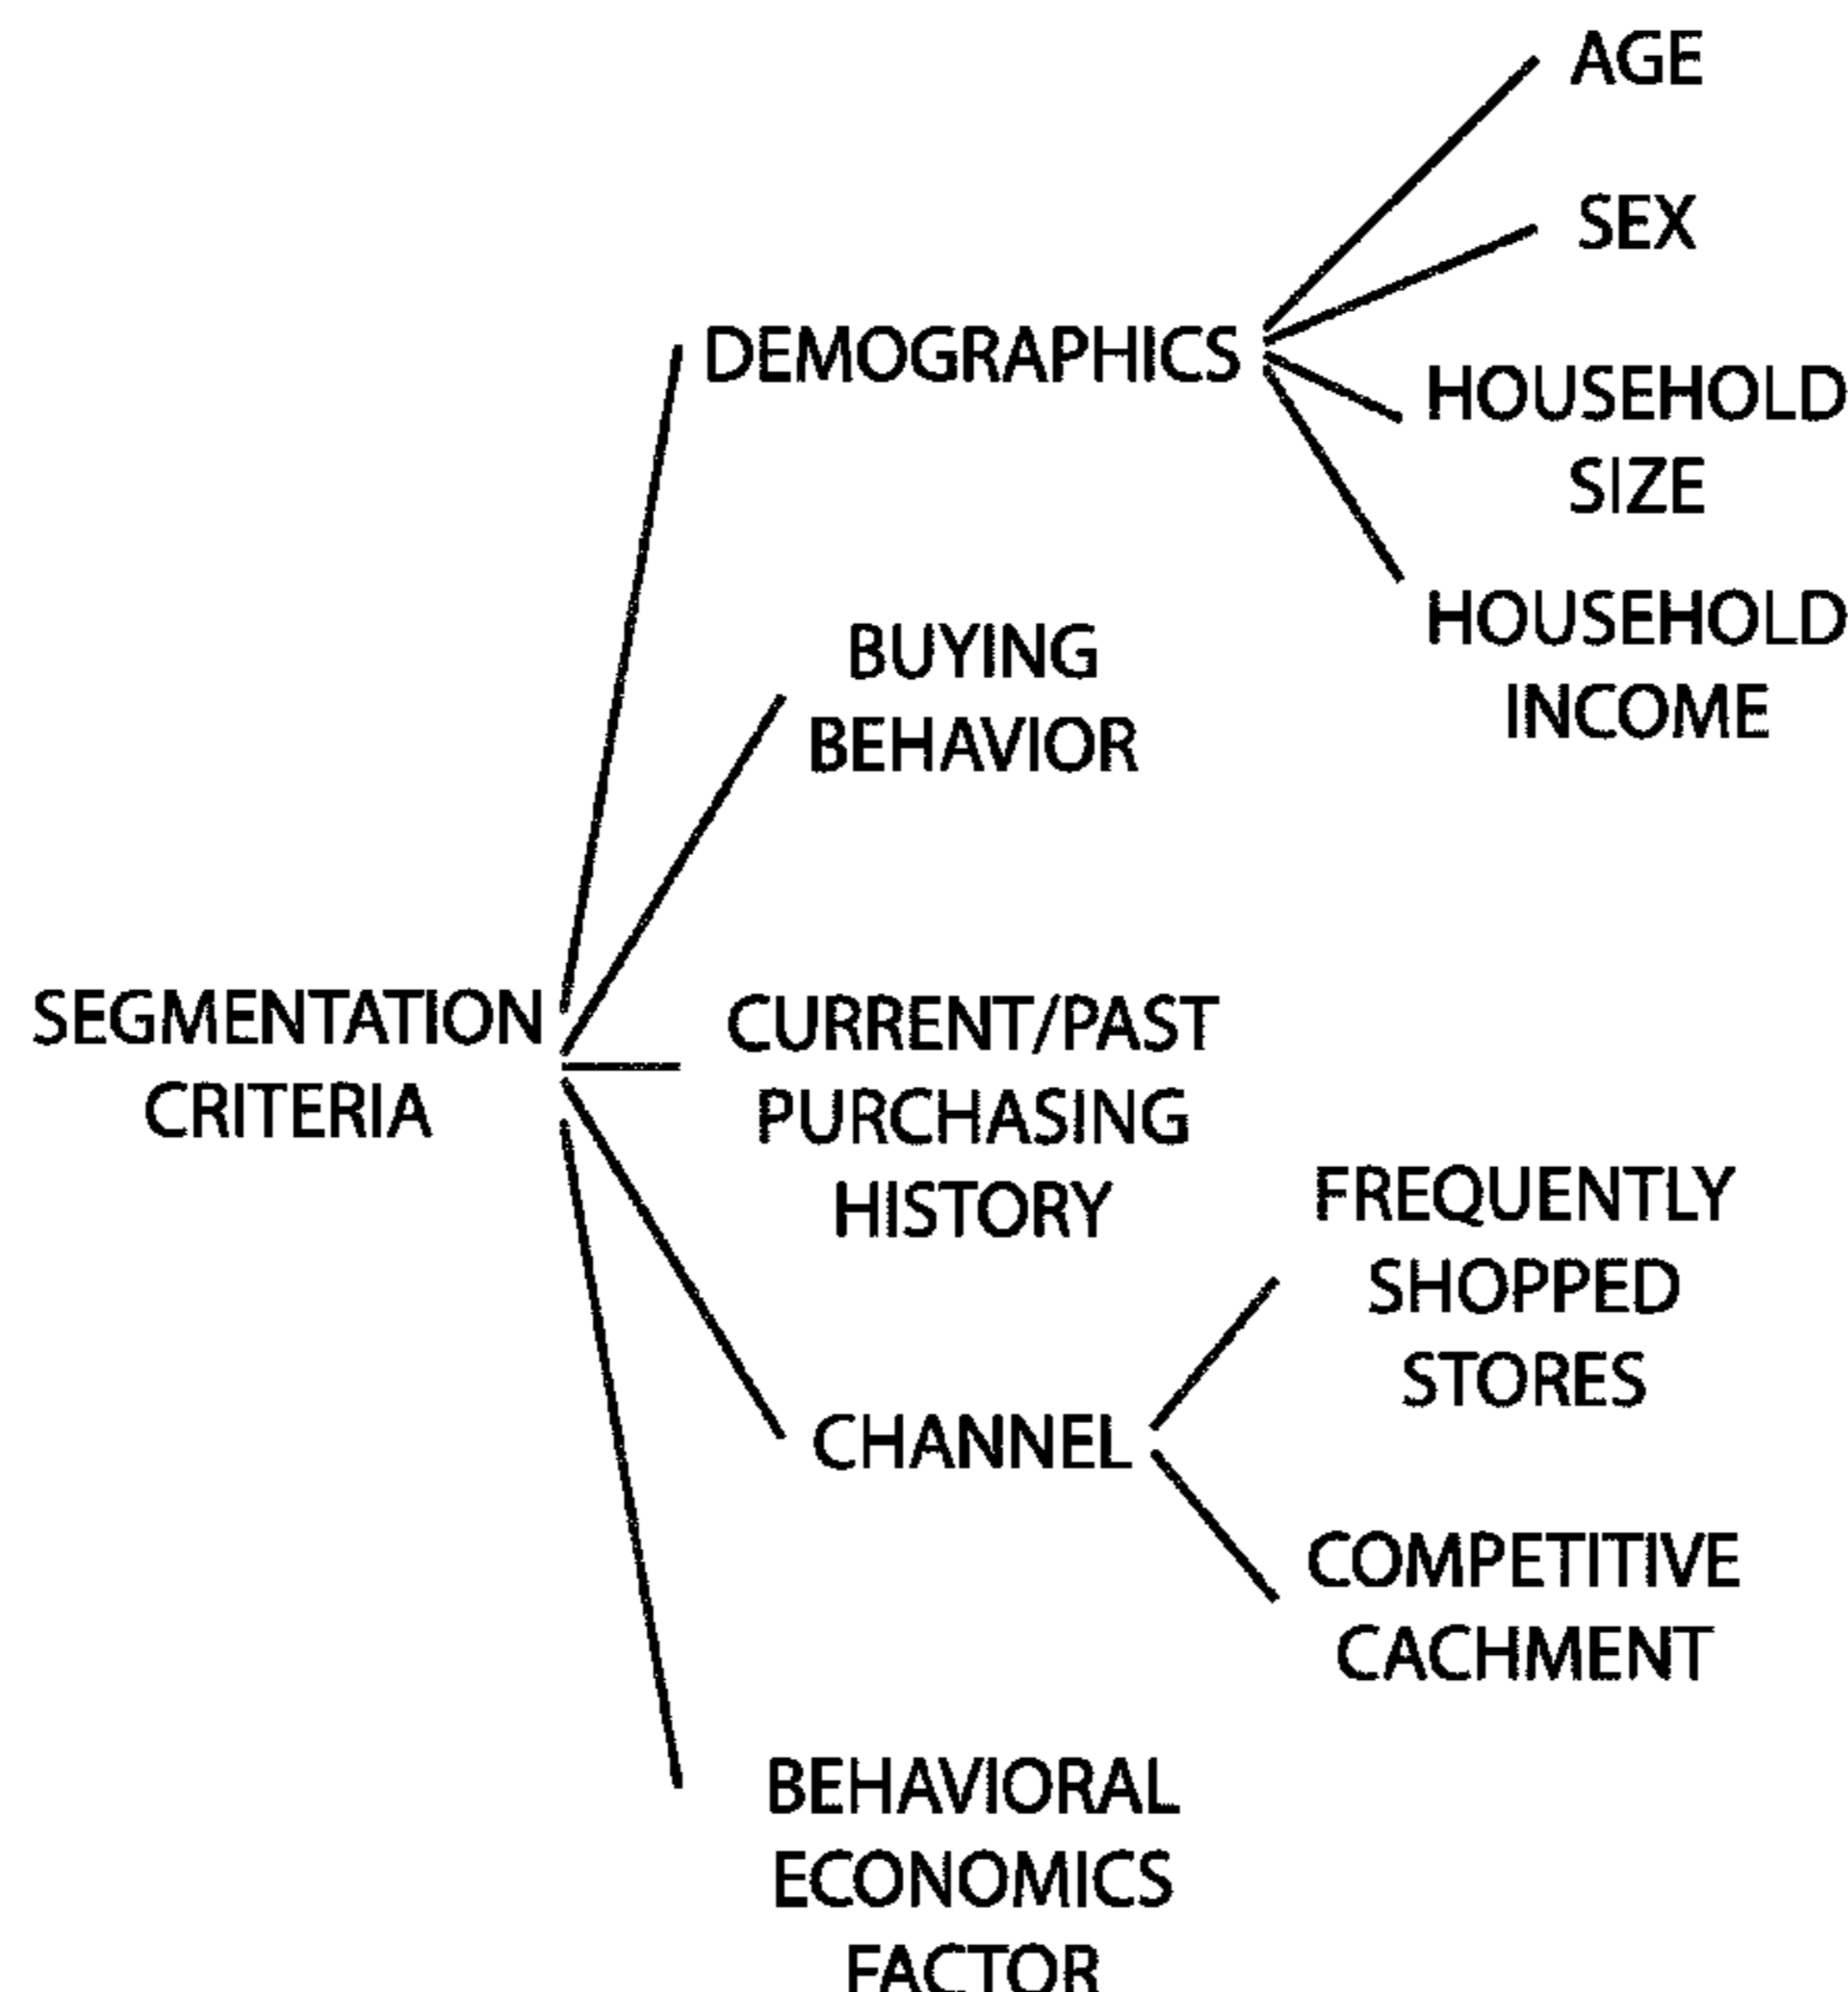 AGE
SEX
DEMOGRAPHICS
HOUSEHOLD
SIZE
HOUSEHOLD
INCOME
BUYING
BEHAVIOR
SEGMENTATION
CRITERIA
CURRENT/PAST
PURCHASING
HISTORY
FREQUENTLY
SHOPPED
STORES
CHANNEL
COMPETITIVE
CACHMENT
BEHAVIORAL
ECONOMICS
FACTOR